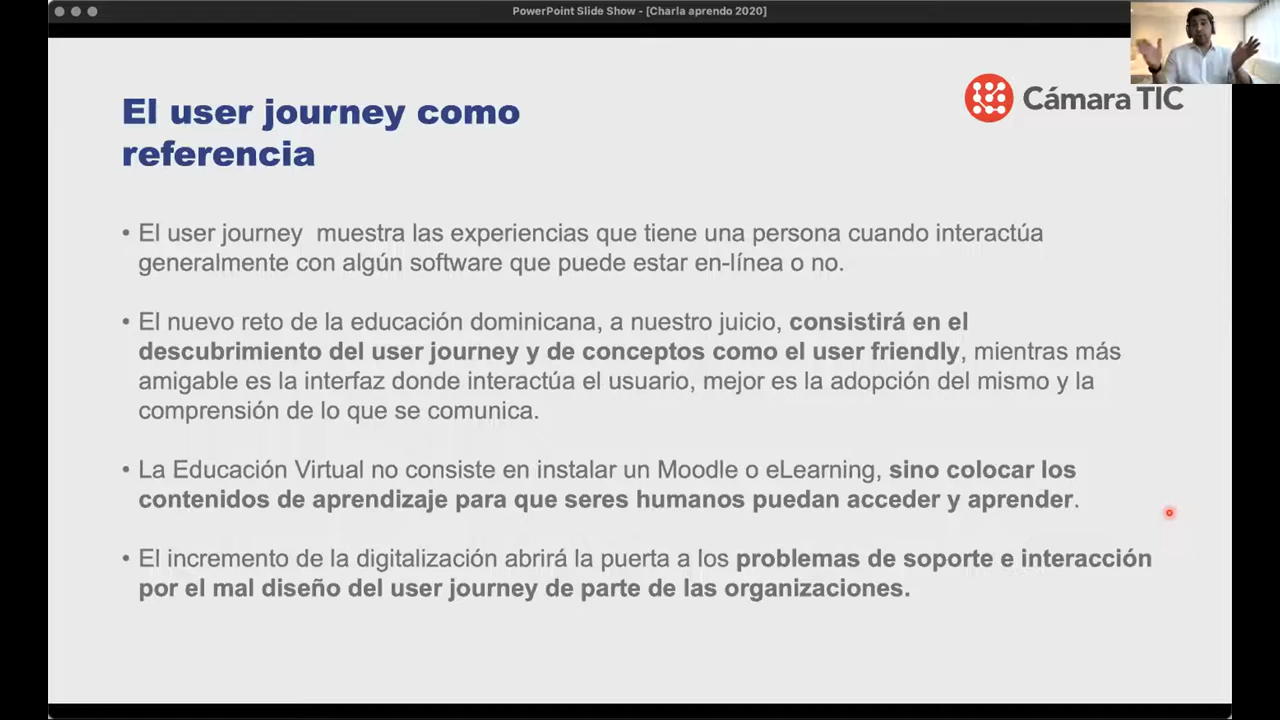 PowerPoint Slide Show - [Charla aprendo 2020]
Cámara TIC
El user journey como
referencia
• El user journey  muestra las experiencias que tiene una persona cuando interactúa
generalmente con algún software que puede estar en-línea o no.
• El nuevo reto de la educación dominicana, a nuestro juicio, consistirá en el
descubrimiento del user journey y de conceptos como el user friendly, mientras más
amigable es la interfaz donde interactúa el usuario, mejor es la adopción del mismo y la
comprensión de lo que se comunica.
• La Educación Virtual no consiste en instalar un Moodle o eLearning, sino colocar los
contenidos de aprendizaje para que seres humanos puedan acceder y aprender.
• El incremento de la digitalización abrirá la puerta a los problemas de soporte e interacción
por el mal diseño del user journey de parte de las organizaciones.